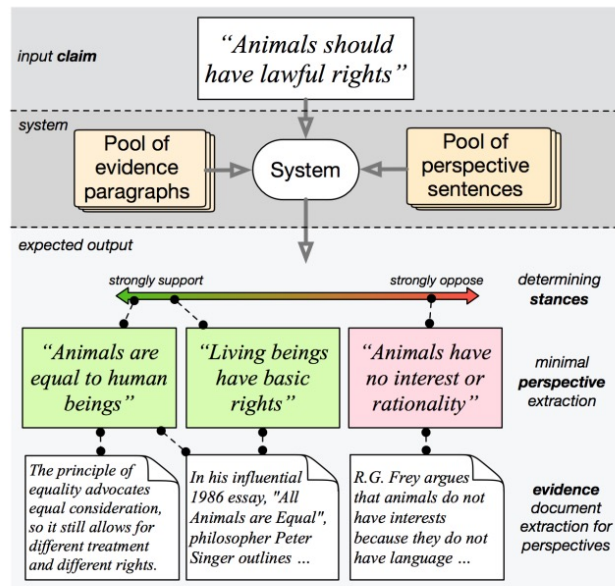 input claim
“Animals should
have lawful rights”
system
Pool of
evidence
paragraphs
System
Pool of
perspective
sentences
expected output
strongly support
strongly oppose
determining
stances
“Animals are
equal to human
beings”
“Living beings
have basic
rights”
“Animals have
no interest or
rationality”
minimal
perspective
extraction
The principle of
equality advocates
equal consideration,
so it still allows for
different treatment
and different rights.
In his influential
1986 essay, "All
Animals are Equal",
philosopher Peter
Singer outlines ...
R.G. Frey argues
that animals do not
have interests
because they do not
have language ...
evidence
document
extraction for
perspectives